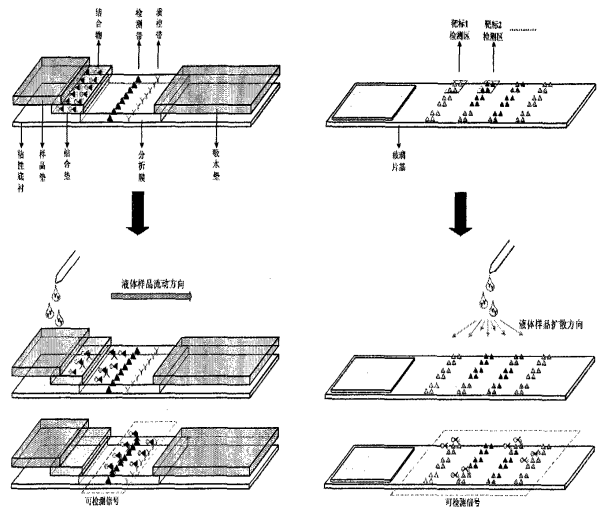 结合物
检测带
质控带
靶标1
检测区
靶标2
检测区
粘性底衬
样品垫
结合垫
分析膜
吸水垫
玻璃片基
液体样品流动方向
液体样品扩散方向
可检测信号
可检测信号